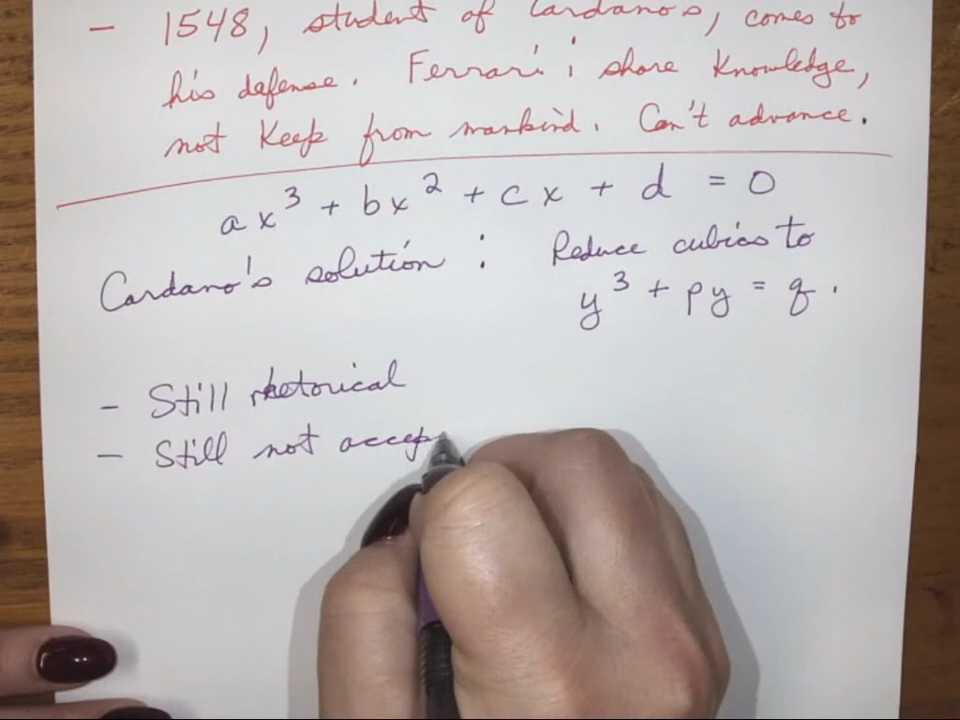 - 1548, student of Cardano's, comes to
his defense. Ferrari; share knowledge,
not keep from mankind. Can't advance.
ax³ + bx² + cx + d = 0
Cardano's solution : Reduce cubics to
y³ + py = q.
- Still rhetorical
- Still not accep